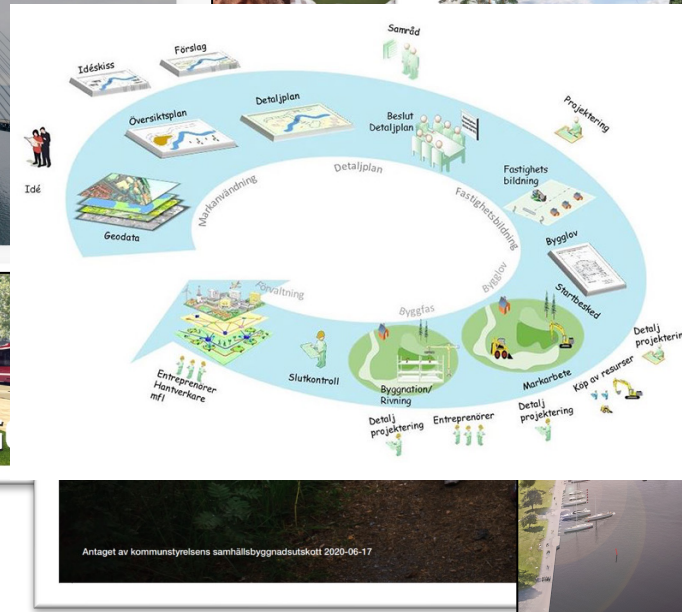 Samråd
Förslag
Idéskiss
Projektering
Översiktsplan
Detaljplan
Beslut
Detaljplan
Idé
Detaljplan
Markanvändning
Fastighets
bildning
Geodata
Fastighetsbildning
Bygglov
Bygglov
Startbesked
Förvaltning
Byggfas
Detalj
projektering
Slutkontroll
Byggnation/
Rivning
Markarbete
Köp av resurser
Entreprenörer
Hantverkare
mfl
Detalj
projektering
Entreprenörer
Detalj
projektering
Antaget av kommunstyrelsens samhällsbyggnadsutskott 2020-06-17